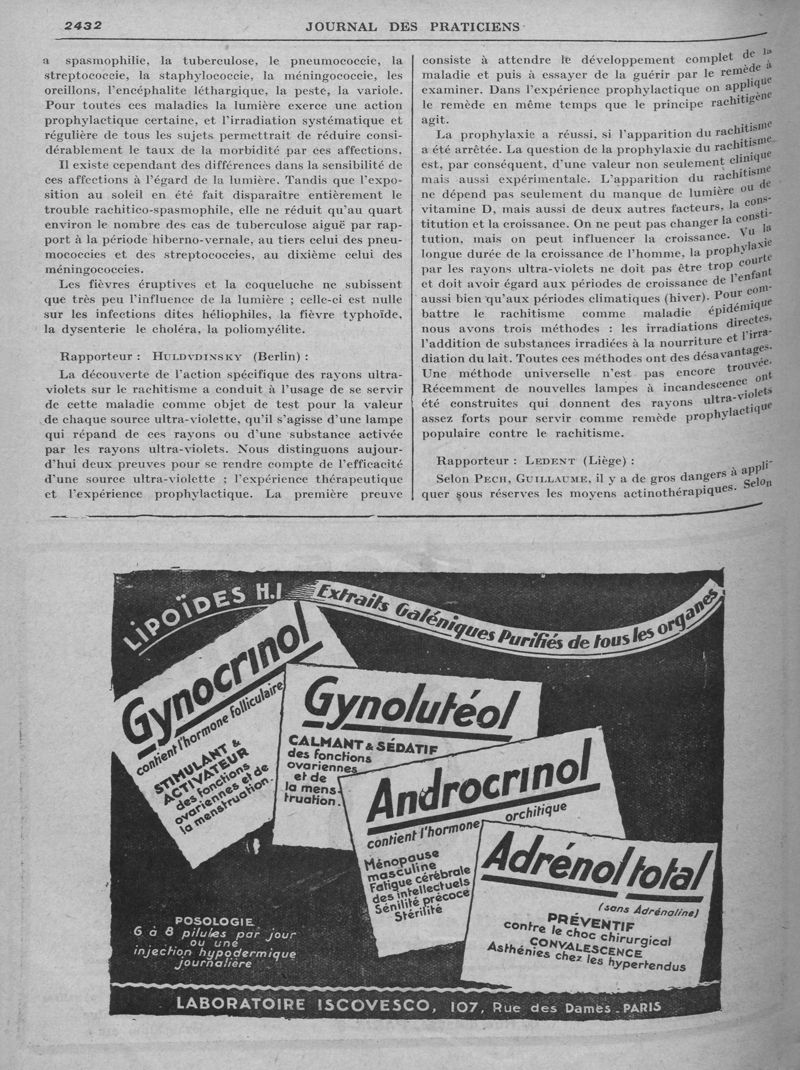 2432
JOURNAL DES PRATICIENS
a spasmophilie, la tuberculose, le pneumococcie, la
streptococcie, la staphylococcie, la méningococcie, les
oreillons, l'encéphalite léthargique, la peste, la variole.
Pour toutes ces maladies la lumière exerce une action
prophylactique certaine, et l'irradiation systématique et
régulière de tous les sujets permettrait de réduire consi-
dérablement le taux de la morbidité par ces affections.
Il existe cependant des différences dans la sensibilité de
ces affections à l'égard de la lumière. Tandis que l'expo-
sition au soleil en été fait disparaître entièrement le
trouble rachitico-spasmophile, elle ne réduit qu'au quart
environ le nombre des cas de tuberculose aiguë par rap-
port à la période hiberno-vernale, au tiers celui des pneu-
mococcies et des streptococcies, au dixième celui des
méningococcies.
Les fièvres éruptives et la coqueluche ne subissent
que très peu l'influence de la lumière ; celle-ci est nulle
sur les infections dites héliophiles, la fièvre typhoïde,
la dysenterie le choléra, la poliomyélite.
Rapporteur : HULDVDINSKY (Berlin) :
La découverte de l'action spécifique des rayons ultra-
violets sur le rachitisme a conduit à l'usage de se servir
de cette maladie comme objet de test pour la valeur
de chaque source ultra-violette, qu'il s'agisse d'une lampe
qui répand de ces rayons ou d'une substance activée
par les rayons ultra-violets. Nous distinguons aujour-
d'hui deux preuves pour se rendre compte de l'efficacité
d'une source ultra-violette ; l'expérience thérapeutique
et l'expérience prophylactique. La première preuve
consiste à attendre le développement complet de la
maladie et puis à essayer de la guérir par le remède à
examiner. Dans l'expérience prophylactique on applique
le remède en même temps que le principe rachitigène
agit.
La prophylaxie a réussi, si l'apparition du rachitisme
a été arrêtée. La question de la prophylaxie du rachitisme
est, par conséquent, d'une valeur non seulement clinique
mais aussi expérimentale. L'apparition du rachitisme
ne dépend pas seulement du manque de lumière ou de
vitamine D, mais aussi de deux autres facteurs, la cons-
titution et la croissance. On ne peut pas changer la consti-
tution, mais on peut influencer la croissance. Vu la
longue durée de la croissance de l'homme, la prophylaxie
par les rayons ultra-violets ne doit pas être trop courte
et doit avoir égard aux périodes de croissance de l'enfant
aussi bien qu'aux périodes climatiques (hiver). Pour com-
battre le rachitisme comme maladie épidémique
nous avons trois méthodes : les irradiations directes,
l'addition de substances irradiées à la nourriture et l'irra-
diation du lait. Toutes ces méthodes ont des désavantages.
Une méthode universelle n'est pas encore trouvée.
Récemment de nouvelles lampes à incandescence ont
été construites qui donnent des rayons ultra-violets
assez forts pour servir comme remède prophylactique
populaire contre le rachitisme.
Rapporteur : LEDENT (Liège) :
Selon PECH, GUILLAUME, il y a de gros dangers à appli-
quer sous réserves les moyens actinothérapiques. Selon
LIPOÏDES H.I
Extraits Galéniques Purifiés de tous les organes
Gynocrinol
contient l'hormone folliculaire
STIMULANT &
ACTIVATEUR
des fonctions
ovariennes et de
la menstruation.
Gynolutéol
CALMANT & SÉDATIF
des fonctions
ovariennes
et de
la mens-
truation.
Androcrinol
contient l'hormone orchitique
Ménopause
masculine
Fatigue cérébrale
des intellectuels
Sénilité précoce
Stérilité
Adrénol total
(sans Adrénaline)
PRÉVENTIF
contre le choc chirurgical
CONVALESCENCE
Asthénies chez les hypertendus
POSOLOGIE
6 à 8 pilules par jour
ou une
injection hypodermique
journalière
LABORATOIRE ISCOVESCO, 107, Rue des Dames - PARIS